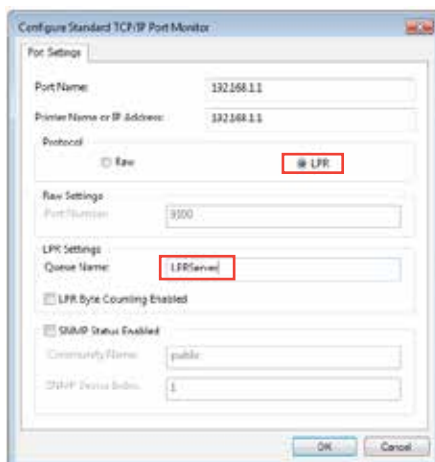 Configure Standard TCP/IP Port Monitor
Port Settings
Port Name: 192.168.1.1
Printer Name or IP Address: 192.168.1.1
Protocol
Raw LPR
Raw Settings
Port Number: 9100
LPR Settings
Queue Name: LPRServer
LPR Byte Counting Enabled
SNMP Status Enabled
Community Name: public
SNMP Device Index: 1
OK Cancel